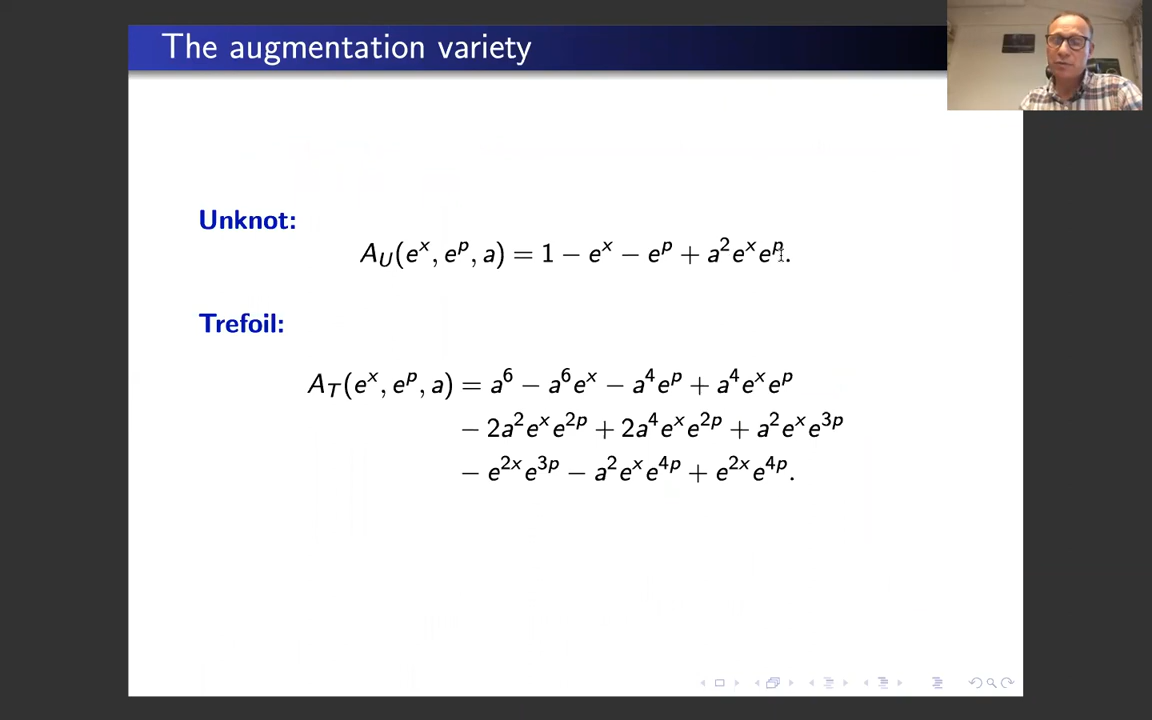 The augmentation variety
Unknot:
A_U(e^x, e^p, a) = 1 − e^x − e^p + a^2e^xe^p.
Trefoil:
A_T(e^x, e^p, a) = a^6 − a^6e^x − a^4e^p + a^4e^xe^p
− 2a^2e^xe^{2p} + 2a^4e^xe^{2p} + a^2e^xe^{3p}
− e^{2x}e^{3p} − a^2e^xe^{4p} + e^{2x}e^{4p}.